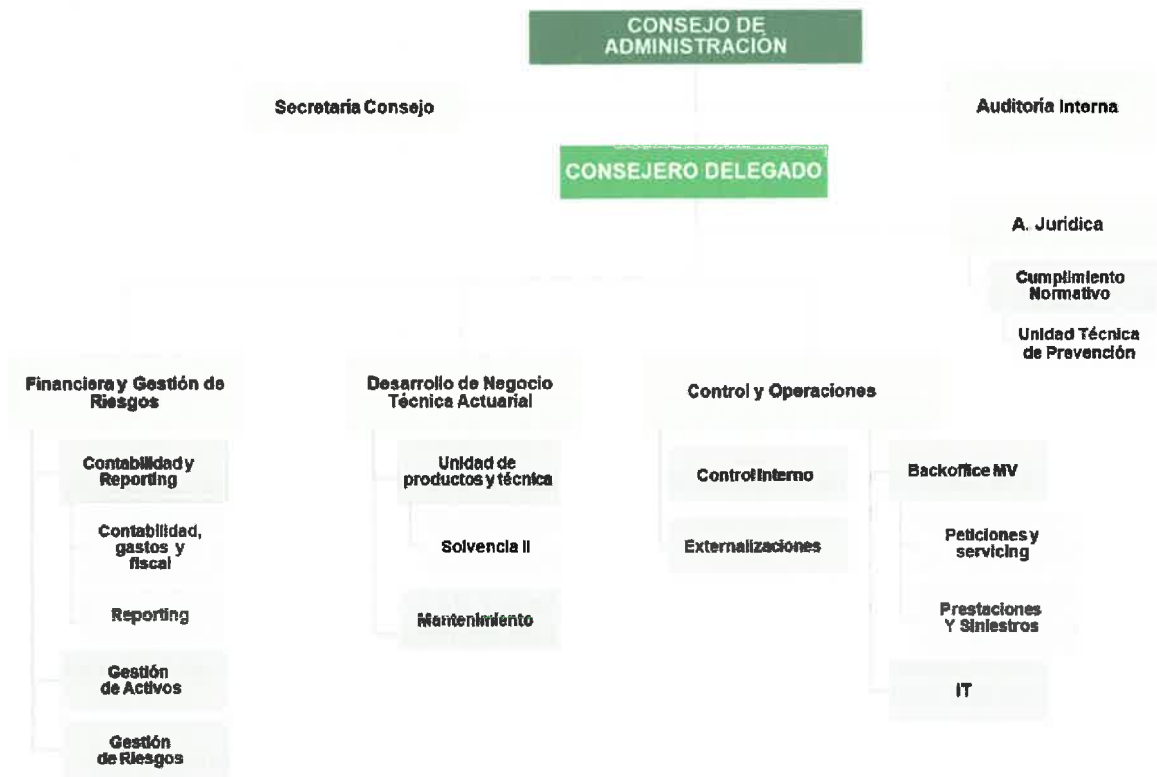 CONSEJO DE
ADMINISTRACIÓN
Secretaría Consejo
Auditoría Interna
CONSEJERO DELEGADO
A. Jurídica
Cumplimiento
Normativo
Unidad Técnica
de Prevención
Financiera y Gestión de
Riesgos
Contabilidad y
Reporting
Contabilidad,
gastos y
fiscal
Reporting
Gestión
de Activos
Gestión
de Riesgos
Desarrollo de Negocio
Técnica Actuarial
Unidad de
productos y técnica
Solvencia II
Mantenimiento
Control y Operaciones
Control Interno
Externalizaciones
Backoffice MV
Peticiones y
servicing
Prestaciones
Y Siniestros
IT